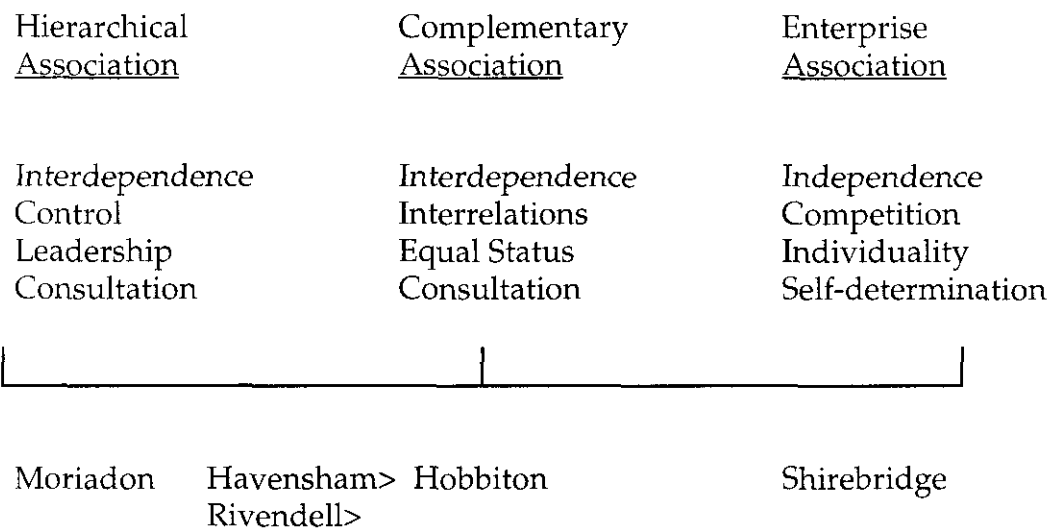 Hierarchical Complementary Enterprise
Association Association Association
Interdependence Interdependence Independence
Control Interrelations Competition
Leadership Equal Status Individuality
Consultation Consultation Self-determination
Moriadon Havensham> Hobbiton Shirebridge
Rivendell>